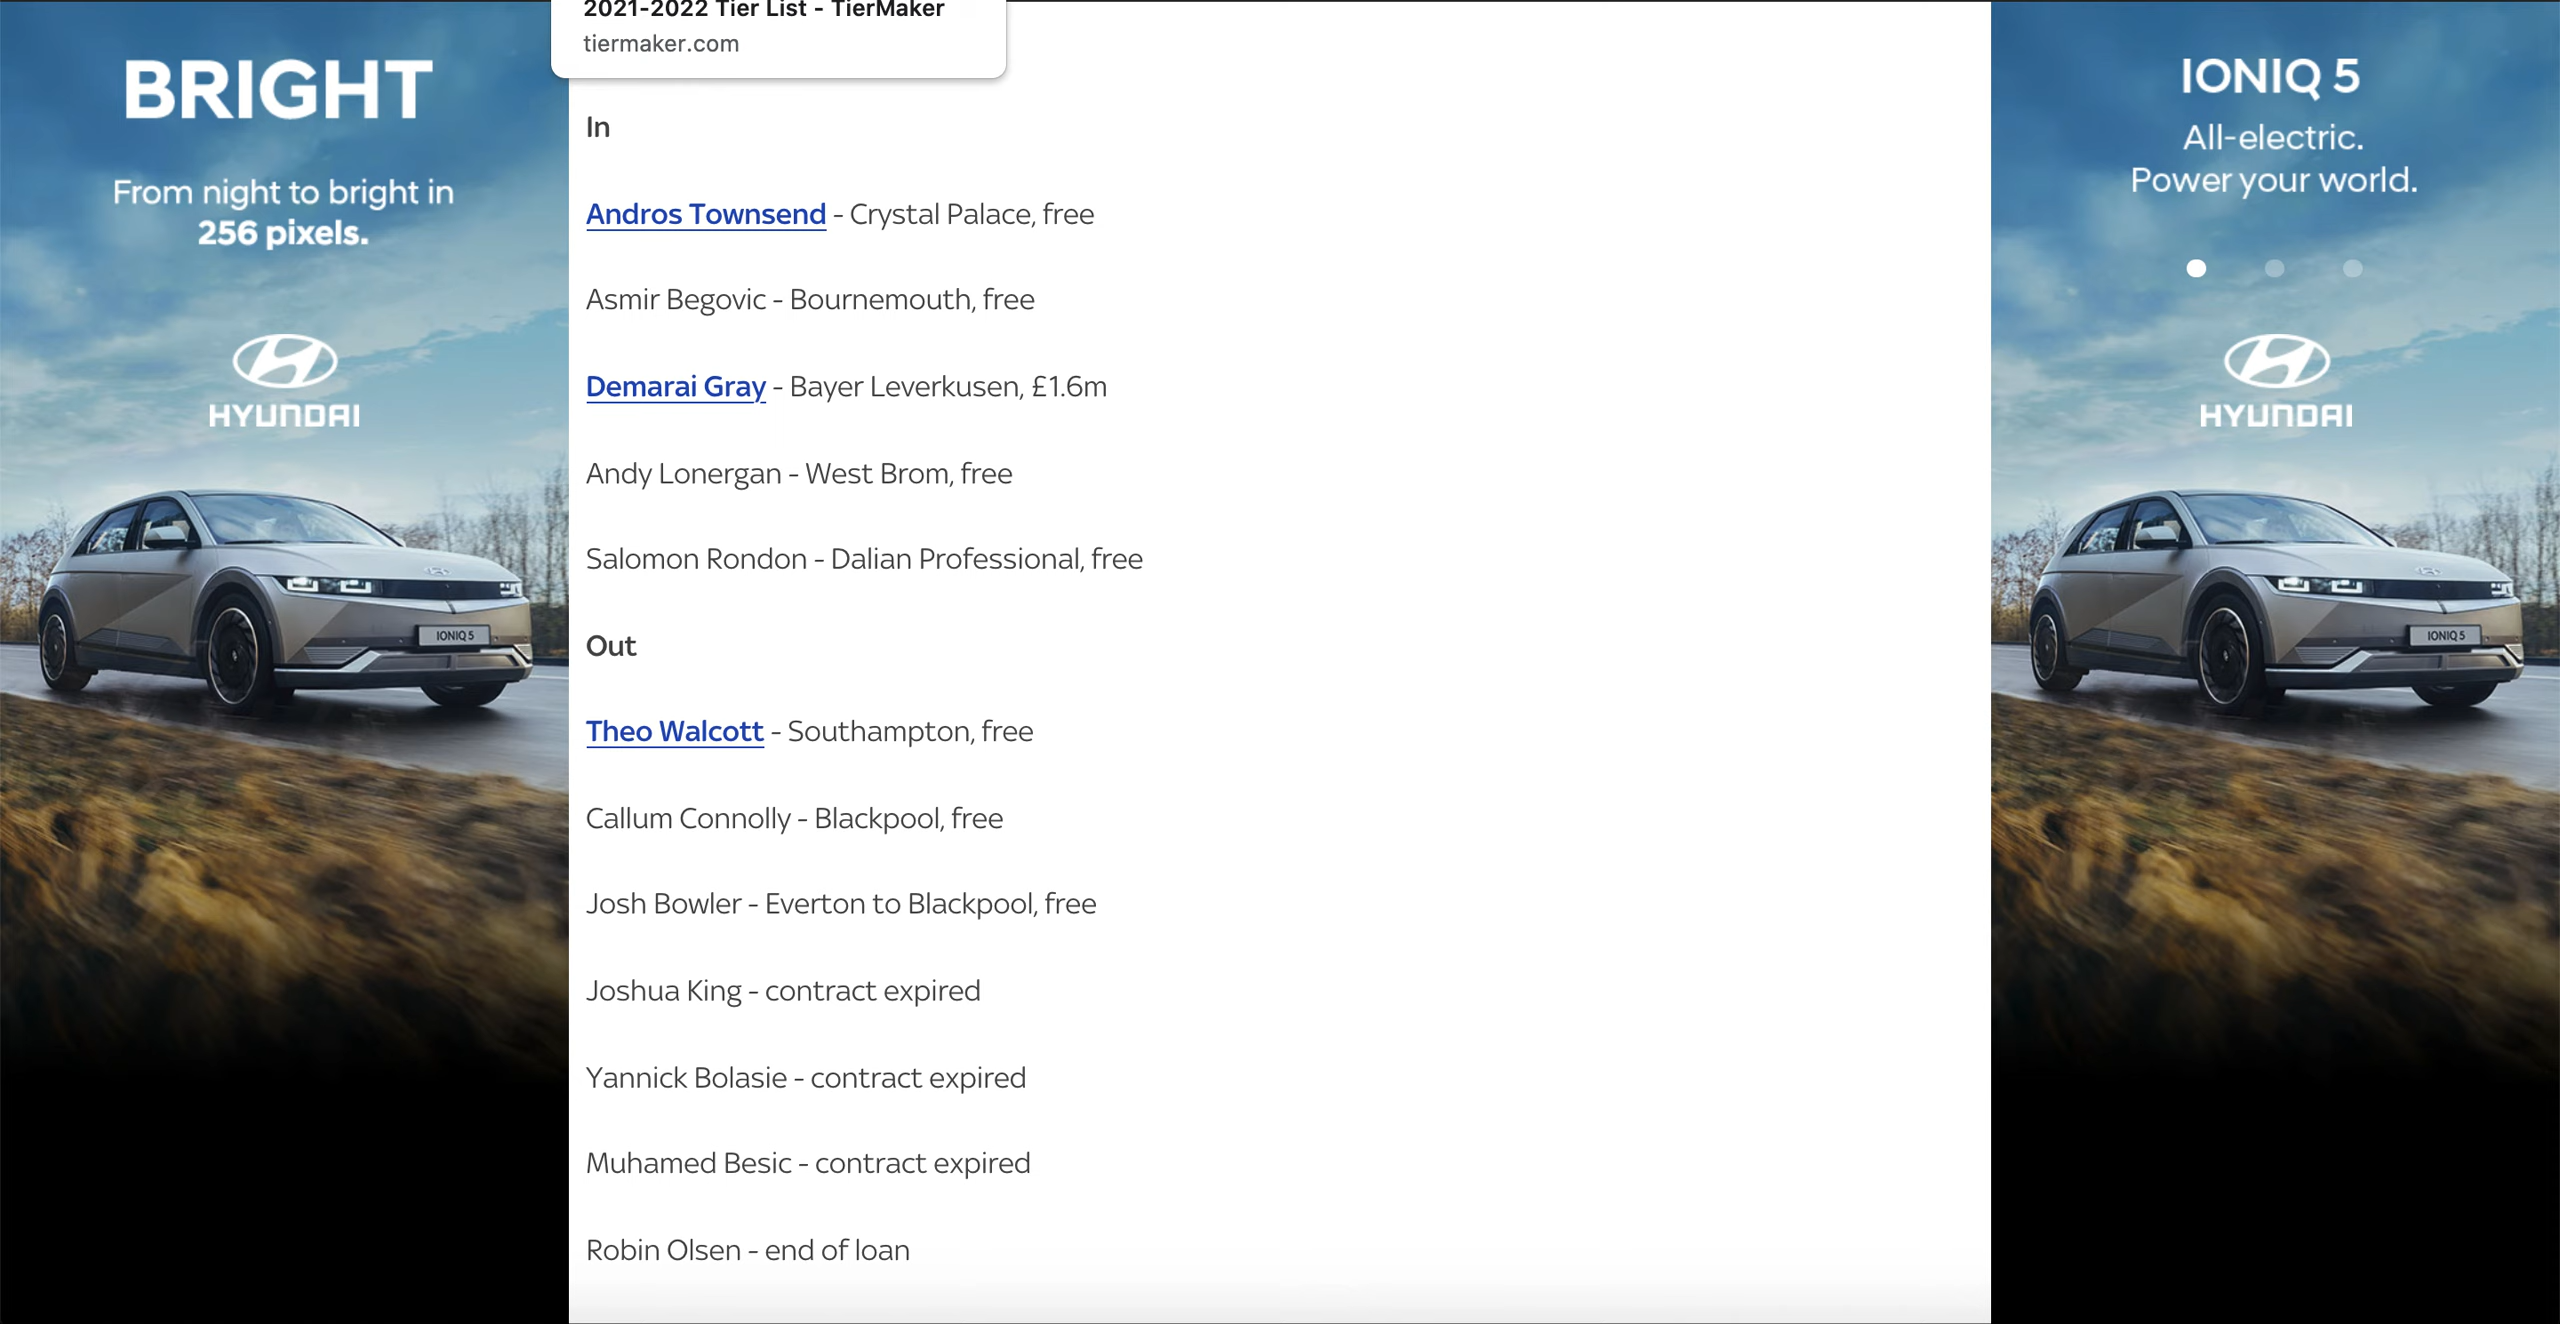 2021-2022 Tier List - TierMaker
tiermaker.com
BRIGHT
From night to bright in
256 pixels.
HYUNDAI
IONIQ 5
In
Andros Townsend - Crystal Palace, free
Asmir Begovic - Bournemouth, free
Demarai Gray - Bayer Leverkusen, £1.6m
Andy Lonergan - West Brom, free
Salomon Rondon - Dalian Professional, free
Out
Theo Walcott - Southampton, free
Callum Connolly - Blackpool, free
Josh Bowler - Everton to Blackpool, free
Joshua King - contract expired
Yannick Bolasie - contract expired
Muhamed Besic - contract expired
Robin Olsen - end of loan
IONIQ 5
All-electric.
Power your world.
HYUNDAI
IONIQ 5